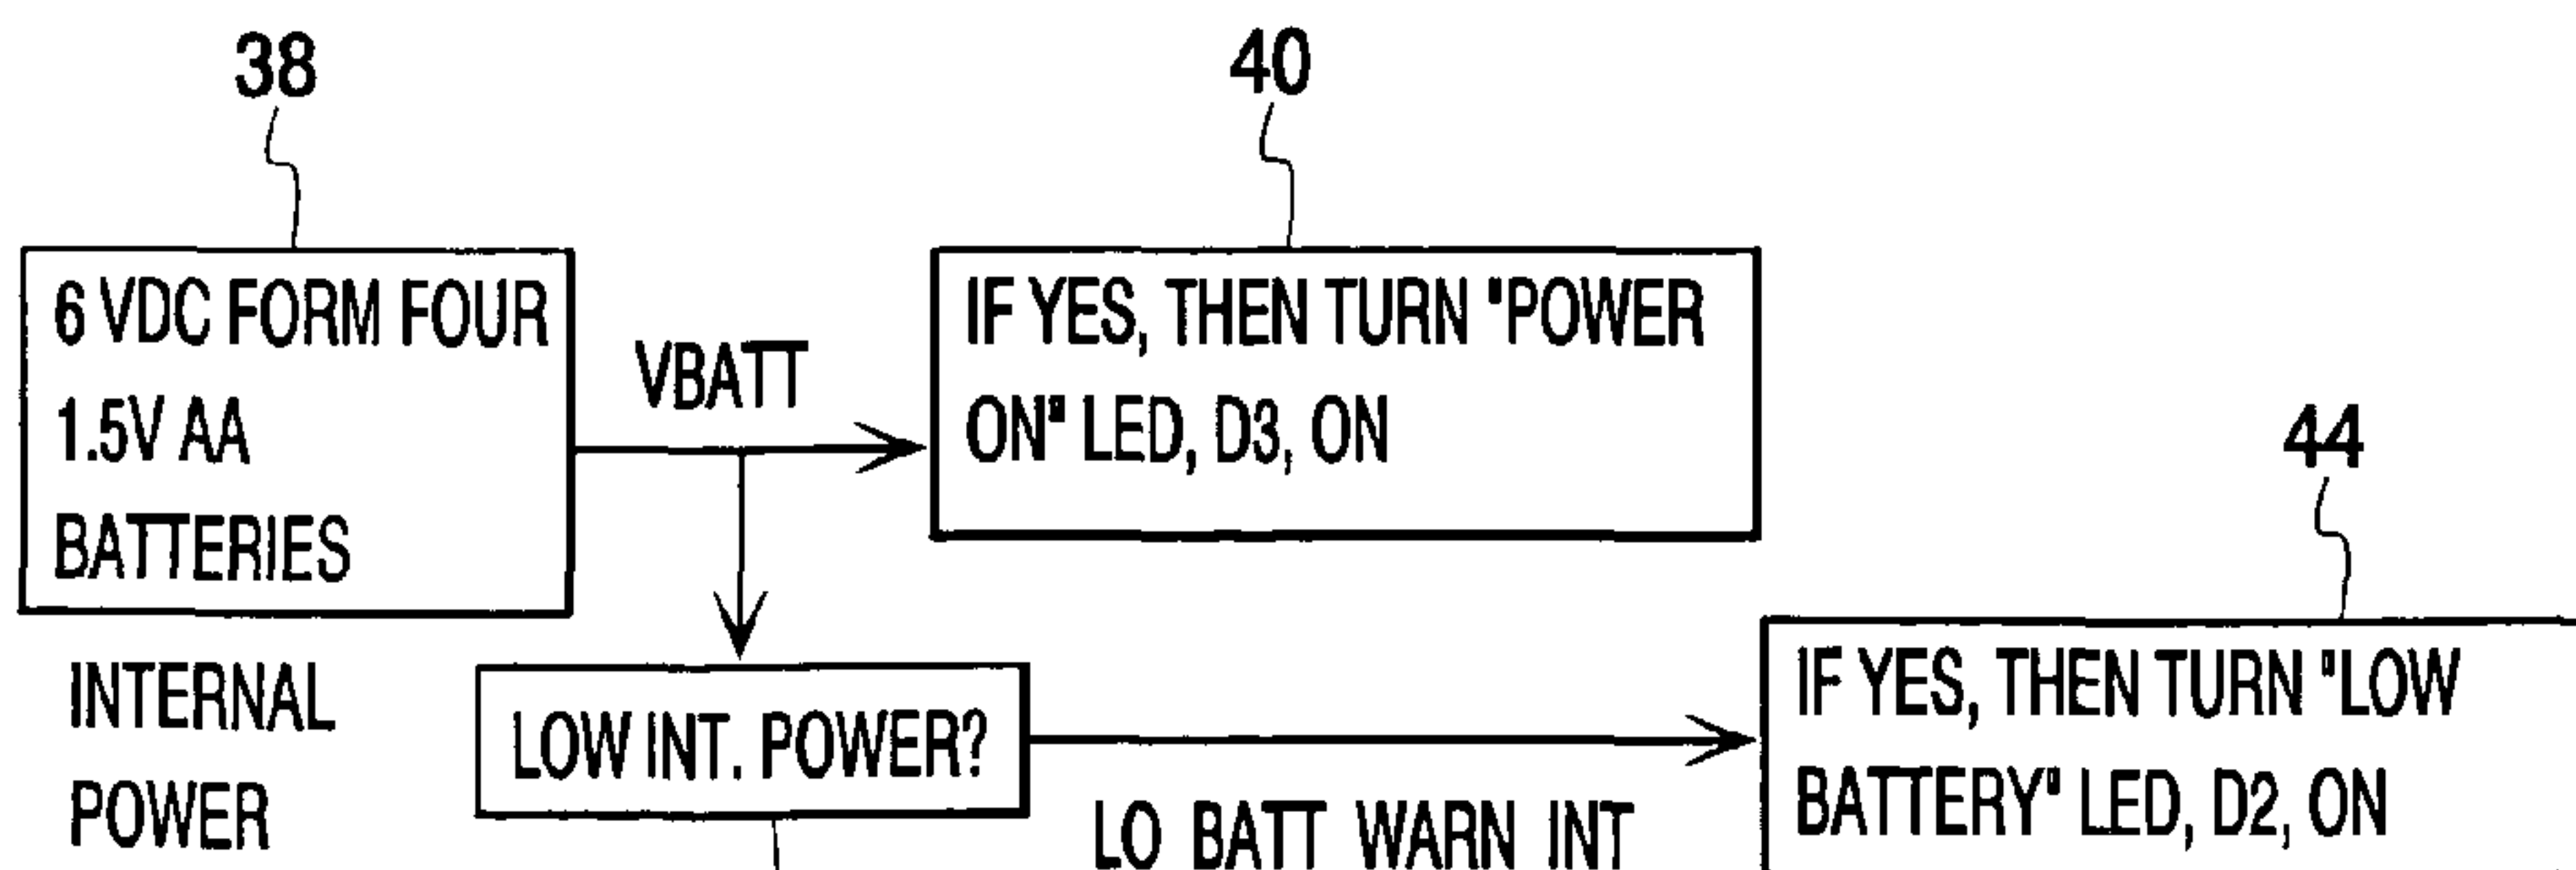 38
40
6 VDC FORM FOUR
1.5V AA
BATTERIES
VBATT
IF YES, THEN TURN "POWER
ON" LED, D3, ON
44
INTERNAL
POWER
LOW INT. POWER?
LO BATT WARN INT
IF YES, THEN TURN "LOW
BATTERY" LED, D2, ON